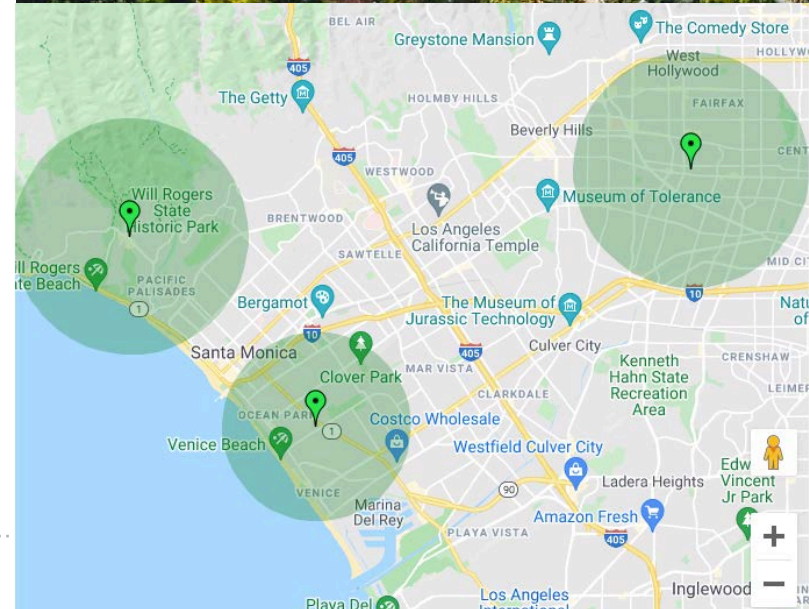 BEL AIR
The Comedy Store
Greystone Mansion
West
Hollywood
HOLLYW
405
The Getty
HOLMBY HILLS
FAIRFAX
Beverly Hills
405
CENT
WESTWOOD
Will Rogers
State
Historic Park
Museum of Tolerance
BRENTWOOD
Los Angeles
California Temple
SAWTELLE
ill Rogers
te Beach
PACIFIC
PALISADES
MID CI
10
1
Bergamot
The Museum of
Jurassic Technology
Natu
of
10
Santa Monica
405
Culver City
CRENSHAW
Clover Park
MAR VISTA
Kenneth
Hahn State
Recreation
Area
CLARKDALE
LEIMER
OCEAN PARK
1
Costco Wholesale
Venice Beach
Westfield Culver City
Edw
Vincent
Jr Park
VENICE
90
Ladera Heights
Marina
Del Rey
Amazon Fresh
PLAYA VISTA
405
+
−
Inglewood
Los Angeles
International
Playa Del